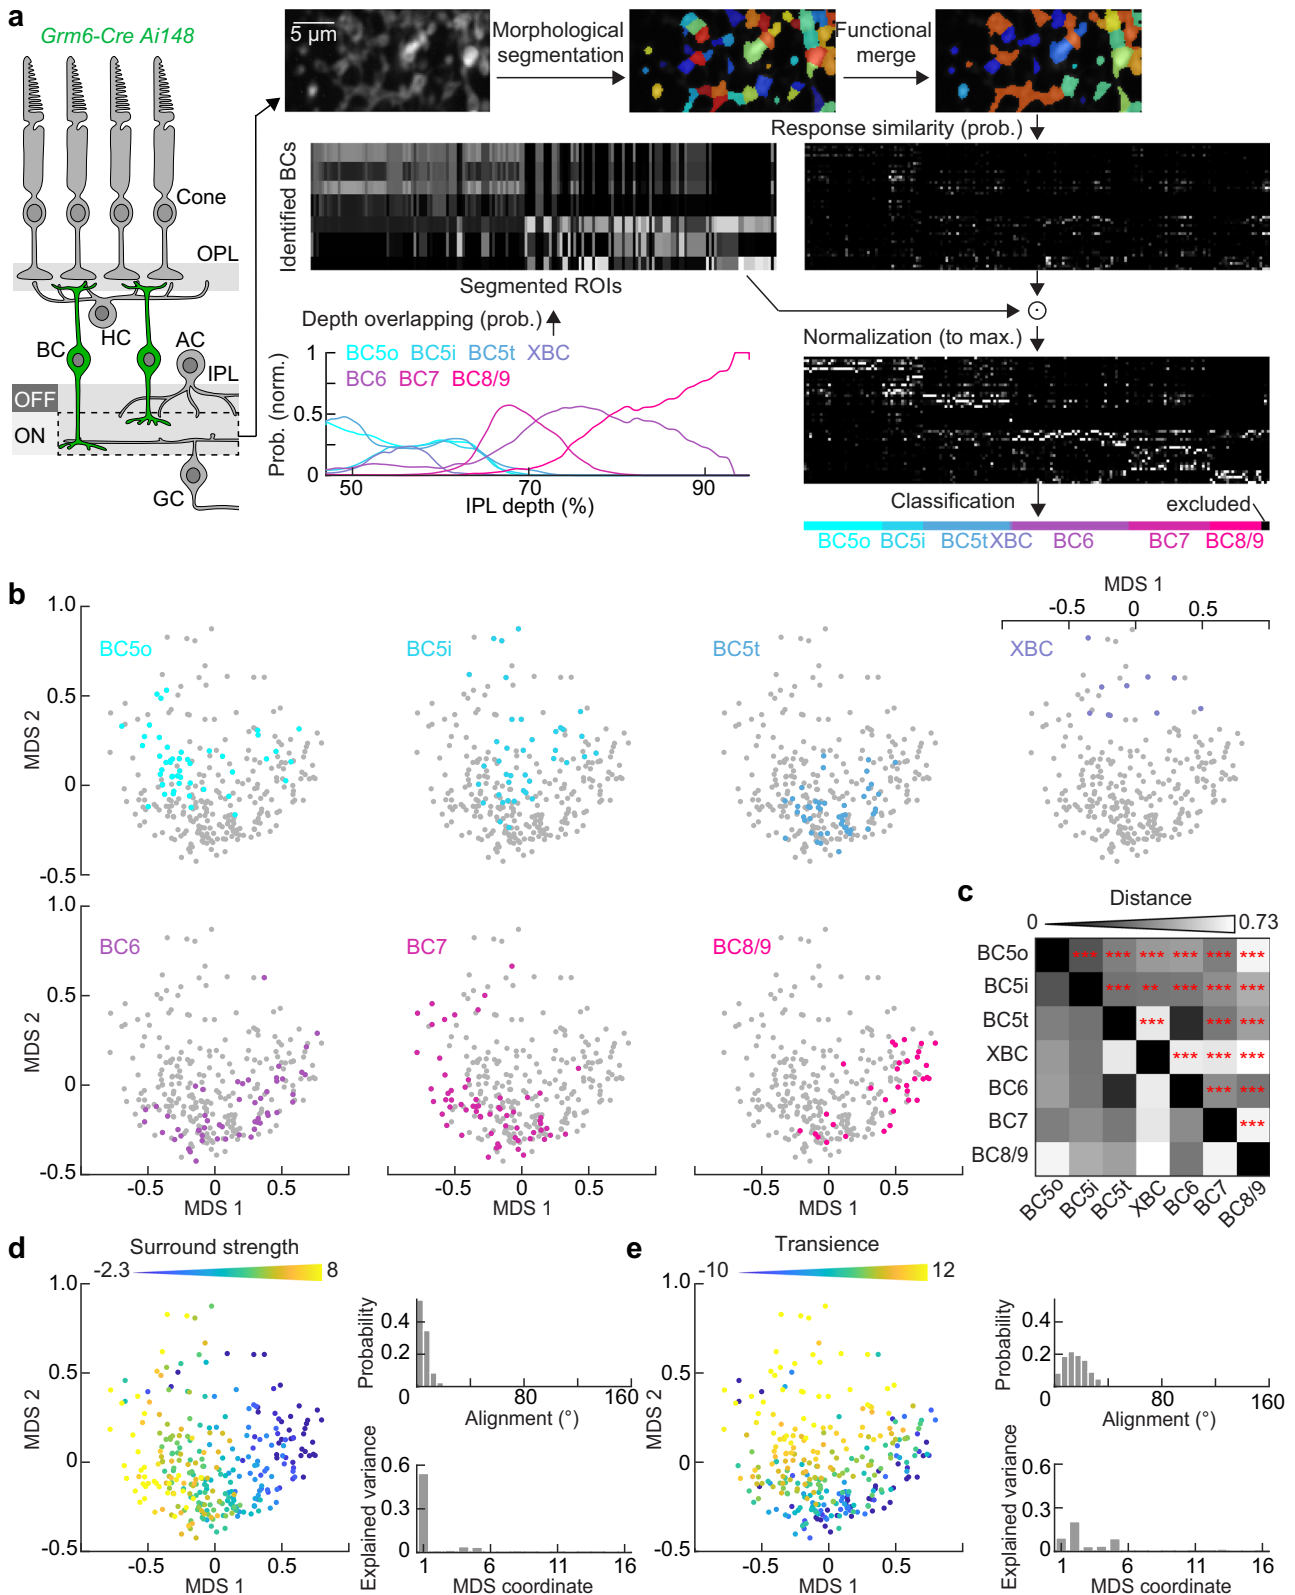 a
Grm6-Cre Ai148
5 µm
Morphological
segmentation
Functional
merge
Response similarity (prob.)
Identified BCs
Cone
OPL
Segmented ROIs
Depth overlapping (prob.)
HC
BC
AC
IPL
Normalization (to max.)
BC5o BC5i BC5t XBC
BC6 BC7 BC8/9
Prob. (norm.)
1
0.5
0
50 70 90
IPL depth (%)
OFF
ON
GC
Classification
excluded
BC5o BC5i BC5t XBC BC6 BC7 BC8/9
b
MDS 1
-0.5 0 0.5
1.0
0.5
0
-0.5
MDS 2
BC5o
BC5i
BC5t
XBC
1.0
0.5
0
-0.5
MDS 2
BC6
BC7
BC8/9
-0.5 0 0.5
-0.5 0 0.5
-0.5 0 0.5
MDS 1
MDS 1
MDS 1
c
Distance
0 0.73
BC5o *** *** *** *** *** ***
BC5i *** ** *** *** ***
BC5t *** *** ***
XBC *** *** ***
BC6 *** ***
BC7 ***
BC8/9
BC5o BC5i BC5t XBC BC6 BC7 BC8/9
d
Surround strength
-2.3 8
1.0
0.5
0
-0.5
MDS 2
-0.5 0 0.5
MDS 1
Probability
0.4
0.2
0
80 160
Alignment (°)
Explained variance
0.6
0.3
0
1 6 11 16
MDS coordinate
e
Transience
-10 12
1.0
0.5
0
-0.5
MDS 2
-0.5 0 0.5
MDS 1
Probability
0.4
0.2
0
80 160
Alignment (°)
Explained variance
0.6
0.3
0
1 6 11 16
MDS coordinate